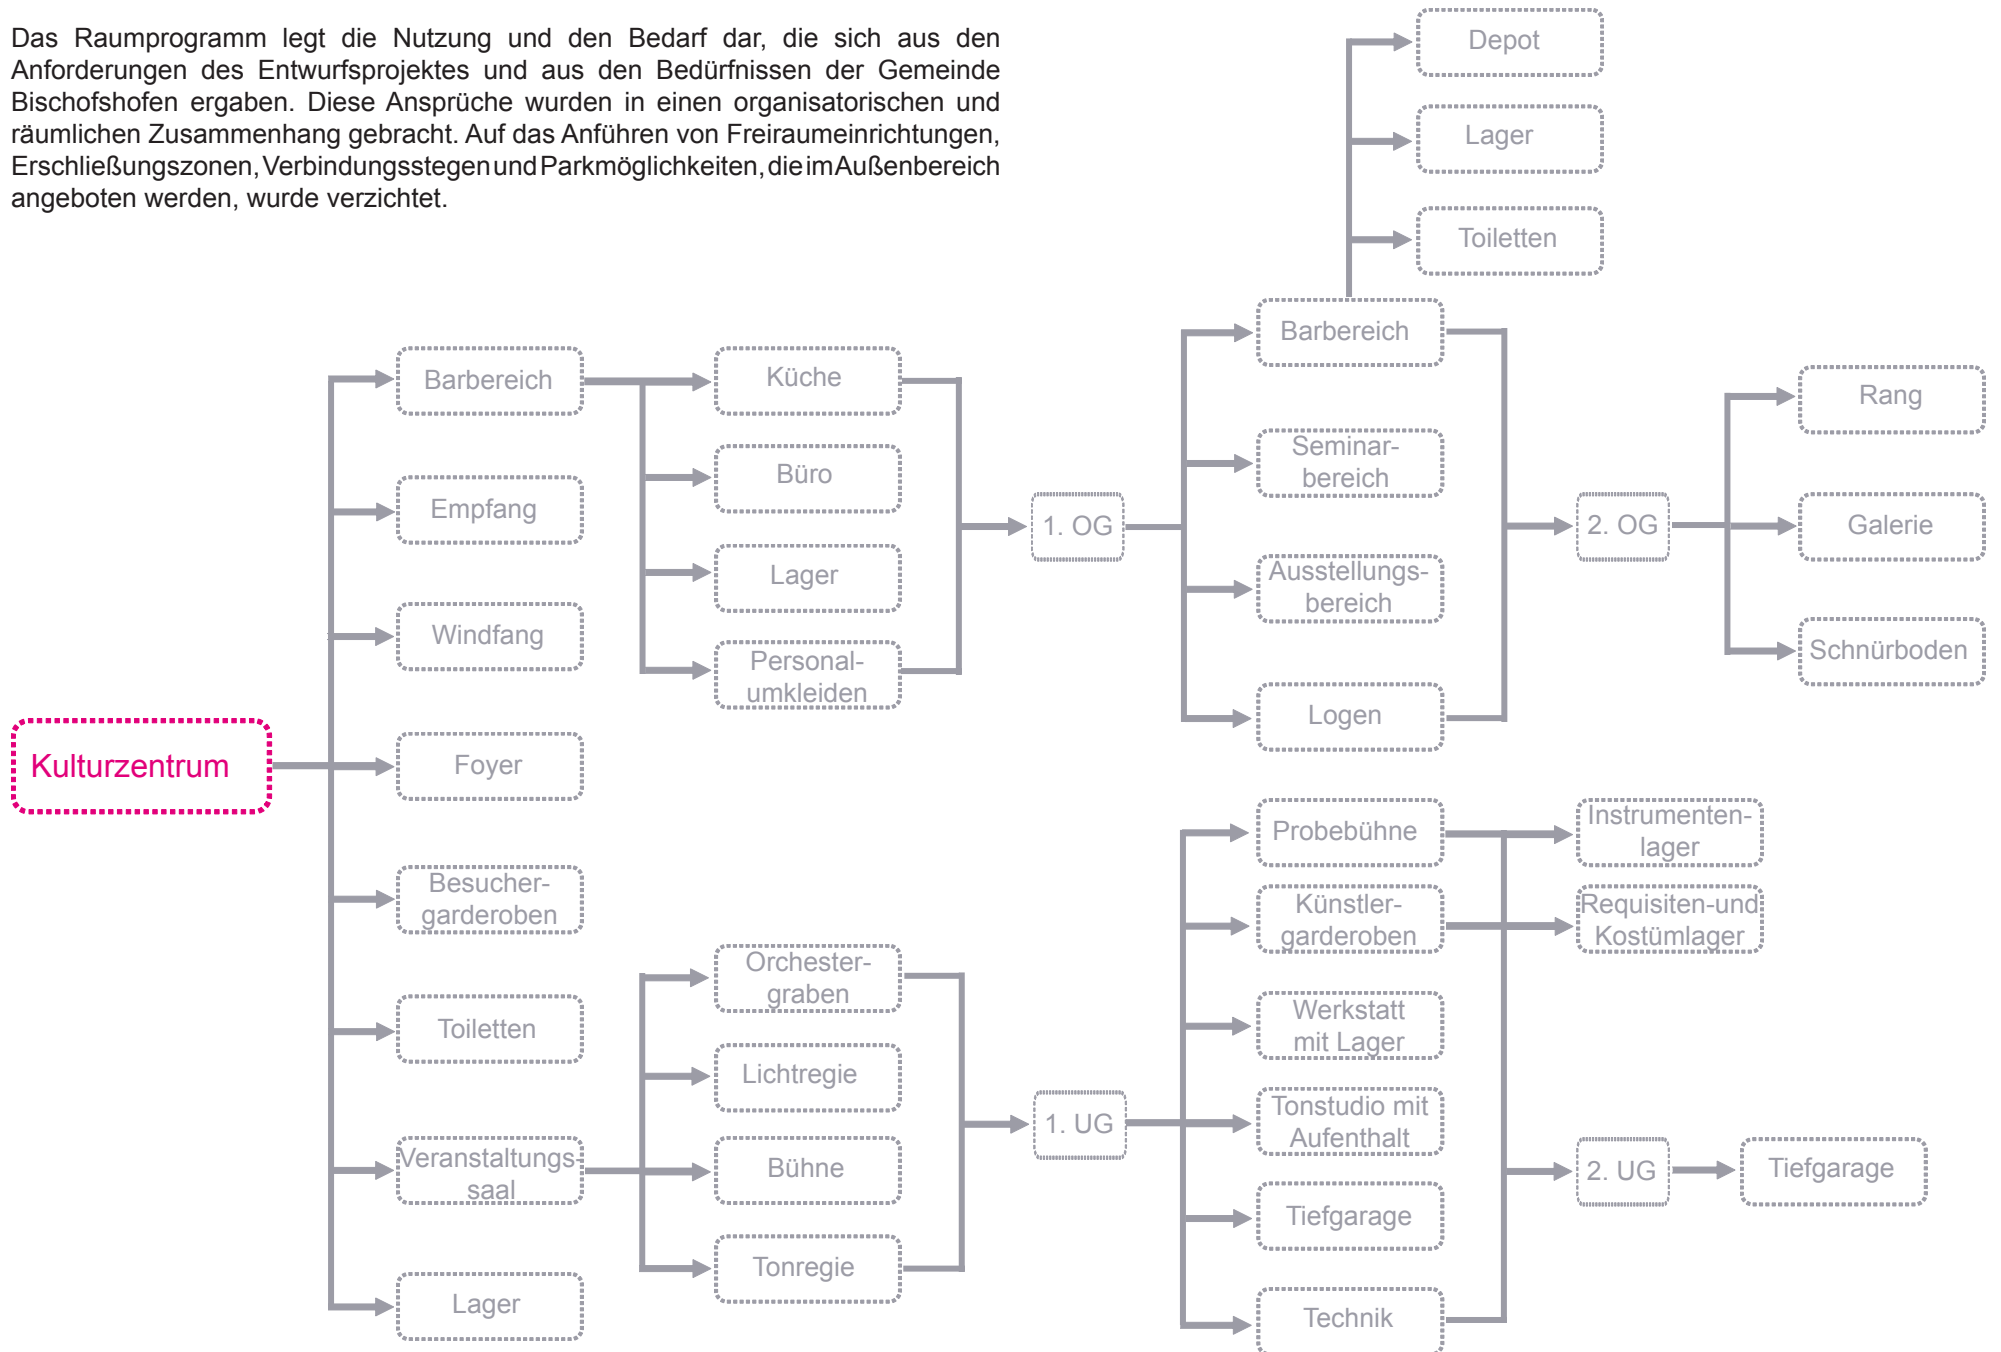 Das Raumprogramm legt die Nutzung und den Bedarf dar, die sich aus den
Anforderungen des Entwurfsprojektes und aus den Bedürfnissen der Gemeinde
Bischofshofen ergaben. Diese Ansprüche wurden in einen organisatorischen und
räumlichen Zusammenhang gebracht. Auf das Anführen von Freiraumeinrichtungen,
Erschließungszonen, Verbindungsstegen und Parkmöglichkeiten, die im Außenbereich
angeboten werden, wurde verzichtet.
Kulturzentrum
Barbereich
Empfang
Windfang
Foyer
Besucher-
garderoben
Toiletten
Veranstaltungs-
saal
Lager
Küche
Büro
Lager
Personal-
umkleiden
Orchester-
graben
Lichtregie
Bühne
Tonregie
1. OG
1. UG
Depot
Lager
Toiletten
Barbereich
Seminar-
bereich
Ausstellungs-
bereich
Logen
Probebühne
Künstler-
garderoben
Werkstatt
mit Lager
Tonstudio mit
Aufenthalt
Tiefgarage
Technik
2. OG
Rang
Galerie
Schnürboden
Instrumenten-
lager
Requisiten-und
Kostümlager
2. UG
Tiefgarage